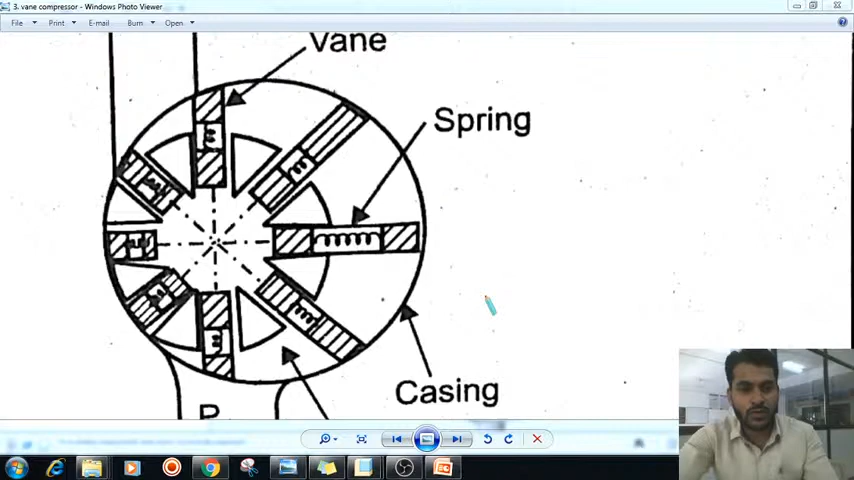 3. vane compressor - Windows Photo Viewer
File Print E-mail Burn Open
Vane
Spring
Casing
P